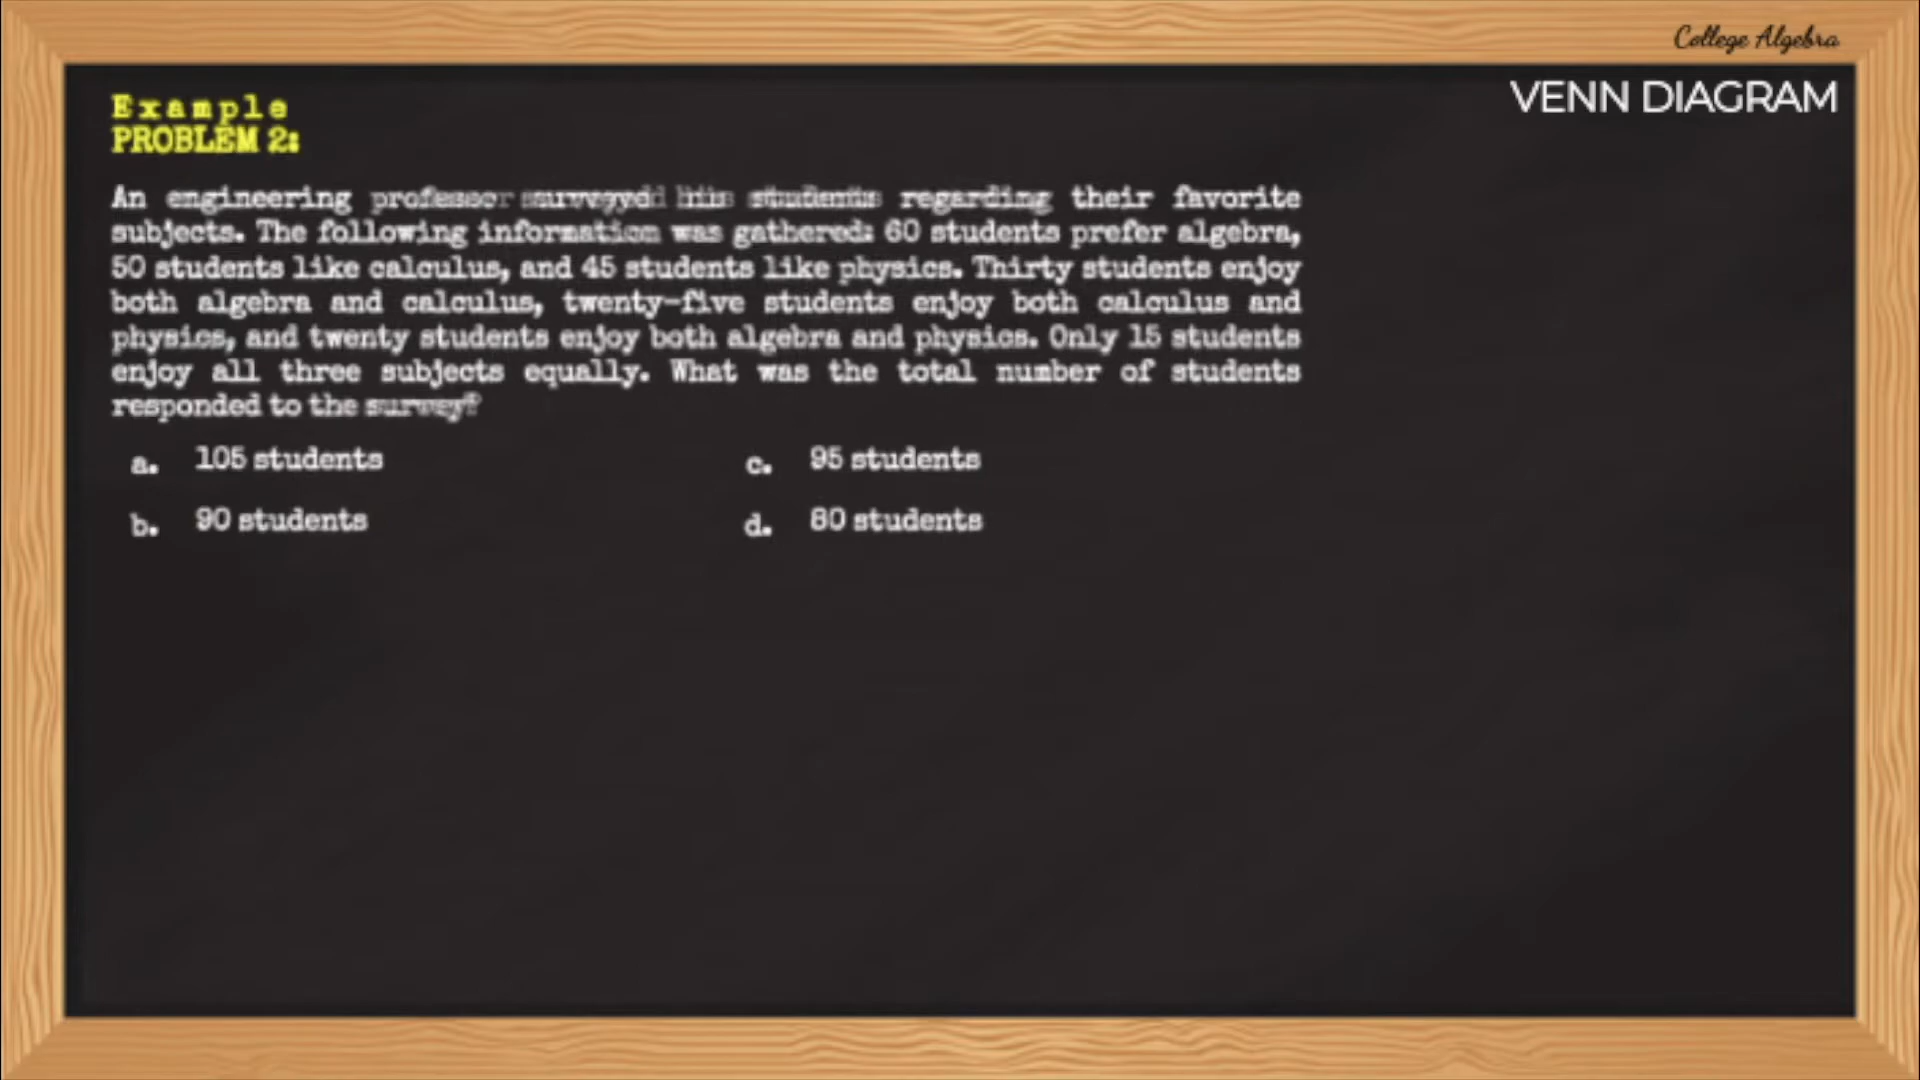 College Algebra
VENN DIAGRAM
Example
PROBLEM 2:
An engineering professor surveyed his students regarding their favorite
subjects. The following information was gathered: 60 students prefer algebra,
50 students like calculus, and 45 students like physics. Thirty students enjoy
both algebra and calculus, twenty-five students enjoy both calculus and
physics, and twenty students enjoy both algebra and physics. Only 15 students
enjoy all three subjects equally. What was the total number of students
responded to the survey?
a. 105 students
c. 95 students
b. 90 students
d. 80 students